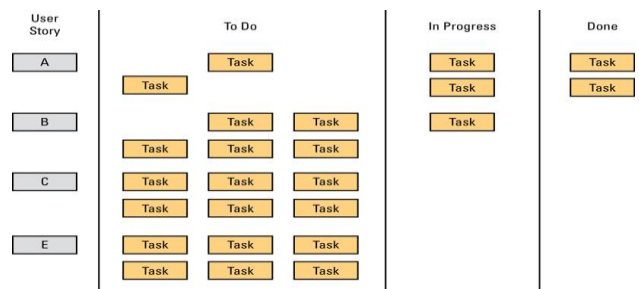 User Story To Do In Progress Done
A Task Task Task
Task Task Task
B Task Task Task
Task Task Task
C Task Task Task
Task Task Task
E Task Task Task
Task Task Task